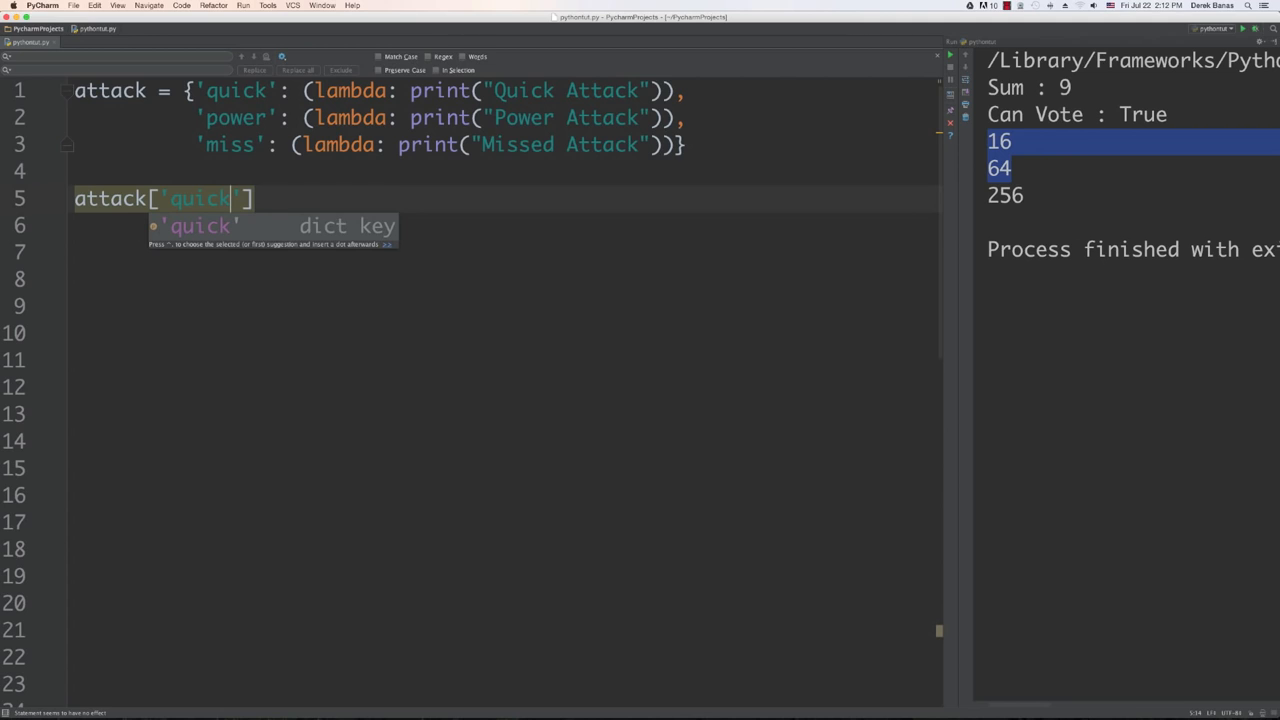 PyCharm File Edit View Navigate Code Refactor Run Tools VCS Window Help 10 Fri Jul 22 2:12 PM Derek Banas
pythontut.py - PycharmProjects - [~/PycharmProjects]
PycharmProjects pythontut.py pythontut
pythontut.py Run pythontut
Match Case Regex Words
Replace Replace all Exclude Preserve Case In Selection
1 attack = {'quick': (lambda: print("Quick Attack")),
2 'power': (lambda: print("Power Attack")),
3 'miss': (lambda: print("Missed Attack"))}
4
5 attack['quick']
6 'quick' dict key
Press ^. to choose the selected (or first) suggestion and insert a dot afterwards >>
7
8
9
10
11
12
13
14
15
16
17
18
19
20
21
22
23
/Library/Frameworks/Pytho
Sum : 9
Can Vote : True
16
64
256
Process finished with exi
Statement seems to have no effect 5:14 LF÷ UTF-8÷